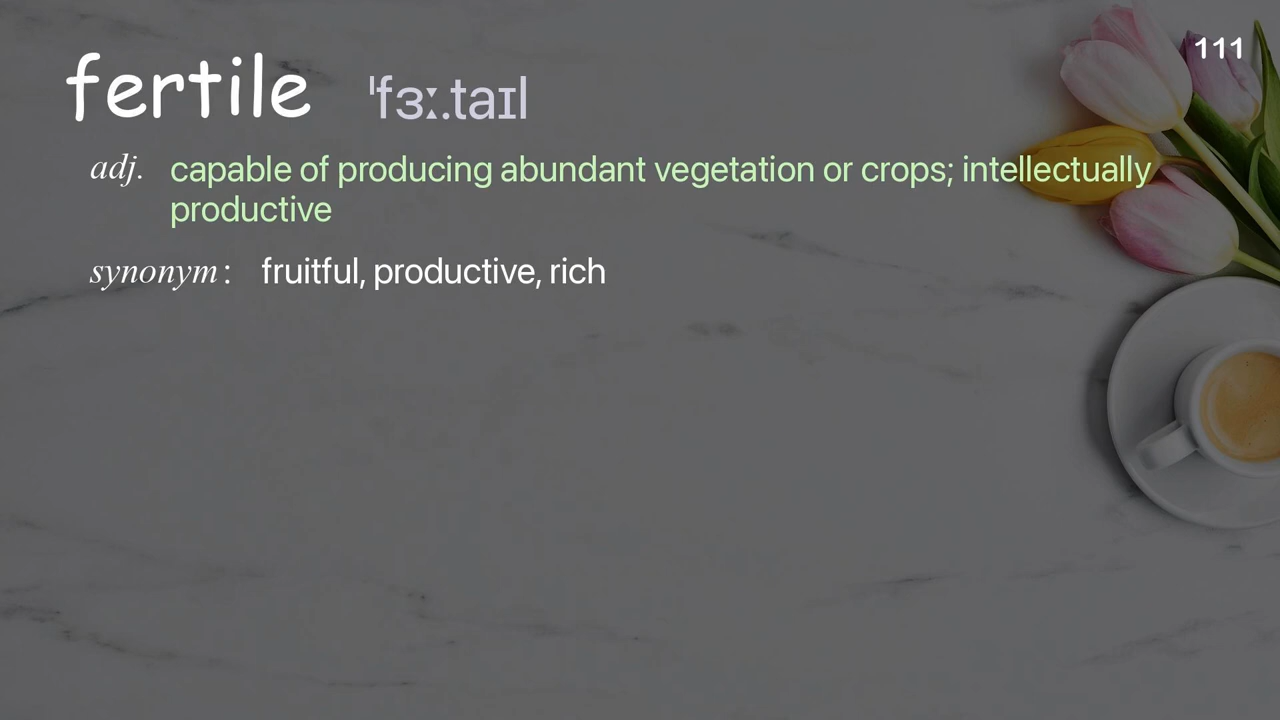 111
fertile ˈfɜː.taɪl
adj. capable of producing abundant vegetation or crops; intellectually
productive
synonym: fruitful, productive, rich